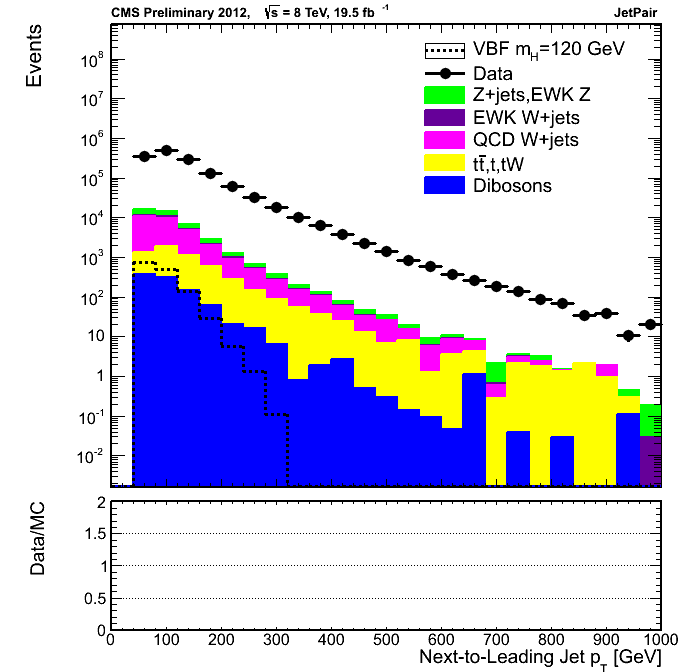 CMS Preliminary 2012, √s = 8 TeV, 19.5 fb⁻¹ JetPair
Events
10⁸
10⁷
10⁶
10⁵
10⁴
10³
10²
10
1
10⁻¹
10⁻²
VBF m_H=120 GeV
Data
Z+jets,EWK Z
EWK W+jets
QCD W+jets
tt̄,t,tW
Dibosons
Data/MC
2
1.5
1
0.5
0
0 100 200 300 400 500 600 700 800 900 1000
Next-to-Leading Jet p_T [GeV]